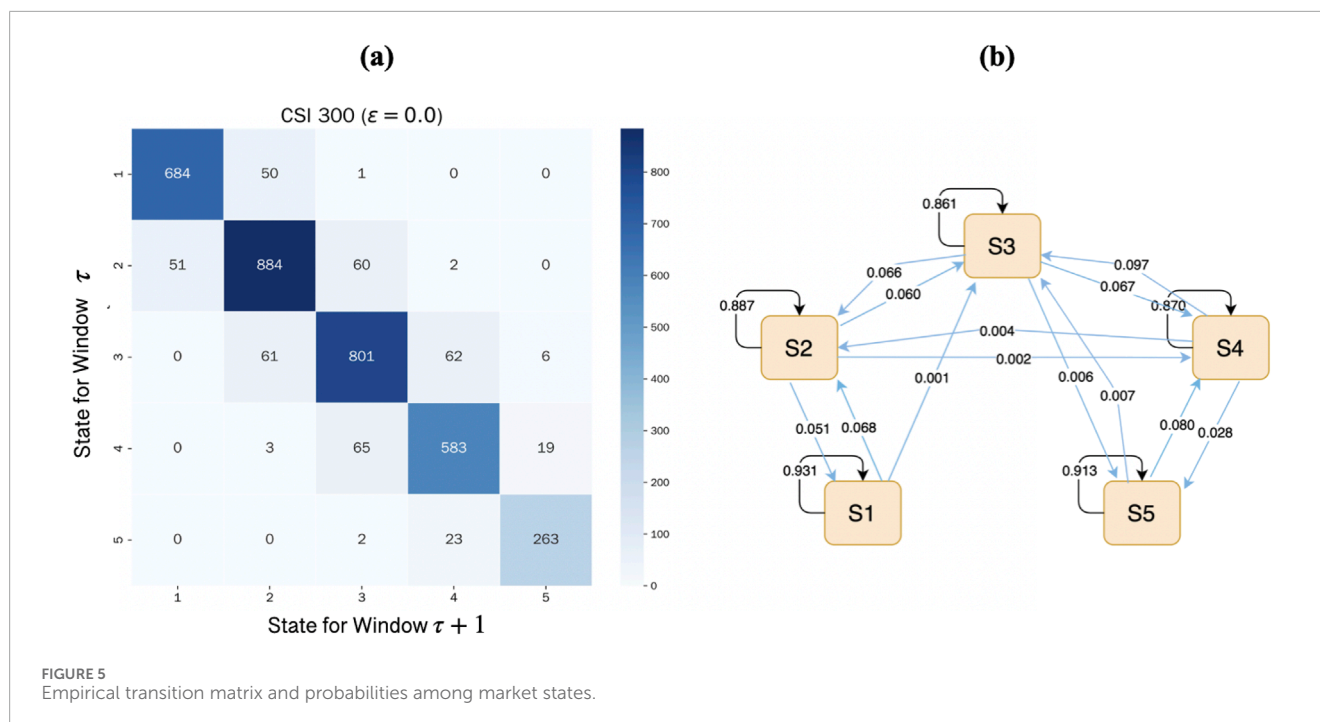 (a)
(b)
CSI 300 (ε = 0.0)
State for Window τ
1
2
3
4
5
684 50 1 0 0
51 884 60 2 0
0 61 801 62 6
0 3 65 583 19
0 0 2 23 263
1 2 3 4 5
State for Window τ + 1
800
700
600
500
400
300
200
100
0
0.861
S3
0.066
0.060
0.097
0.067
0.887
S2
0.870
S4
0.004
0.002
0.001
0.006
0.007
0.051
0.068
0.080
0.028
0.931
S1
0.913
S5
FIGURE 5
Empirical transition matrix and probabilities among market states.